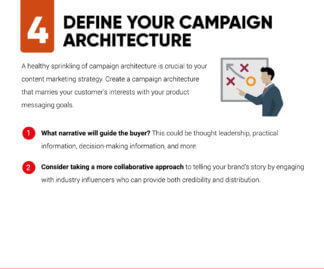 4
DEFINE YOUR CAMPAIGN
ARCHITECTURE
A healthy sprinkling of campaign architecture is crucial to your
content marketing strategy. Create a campaign architecture
that marries your customer's interests with your product
messaging goals.
1 What narrative will guide the buyer? This could be thought leadership, practical
information, decision-making information, and more.
2 Consider taking a more collaborative approach to telling your brand's story by engaging
with industry influencers who can provide both credibility and distribution.